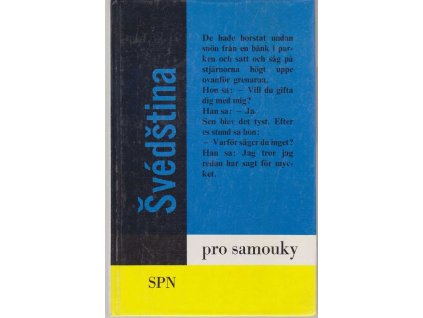 Švédština
De hade borstat undan
snön från en bänk i par-
ken och satt och såg på
stjärnorna högt uppe
ovanför grenarna.
Hon sa: – Vill du gifta
dig med mig?
Han sa: – Ja.
Sen blev det tyst. Efter
en stund sa hon:
– Varför säger du inget?
Han sa: Jag tror jag
redan har sagt för myc-
ket.
pro samouky
SPN